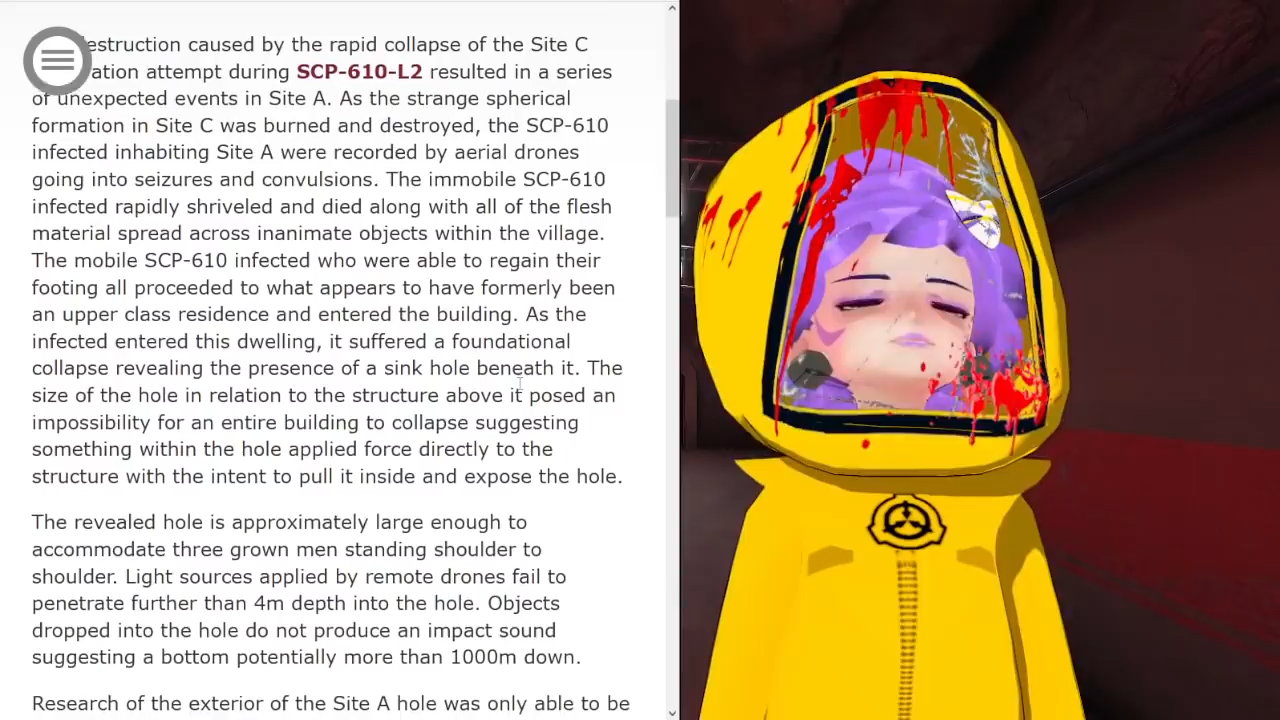 estruction caused by the rapid collapse of the Site C
ation attempt during SCP-610-L2 resulted in a series
of unexpected events in Site A. As the strange spherical
formation in Site C was burned and destroyed, the SCP-610
infected inhabiting Site A were recorded by aerial drones
going into seizures and convulsions. The immobile SCP-610
infected rapidly shriveled and died along with all of the flesh
material spread across inanimate objects within the village.
The mobile SCP-610 infected who were able to regain their
footing all proceeded to what appears to have formerly been
an upper class residence and entered the building. As the
infected entered this dwelling, it suffered a foundational
collapse revealing the presence of a sink hole beneath it. The
size of the hole in relation to the structure above it posed an
impossibility for an entire building to collapse suggesting
something within the hole applied force directly to the
structure with the intent to pull it inside and expose the hole.
The revealed hole is approximately large enough to
accommodate three grown men standing shoulder to
shoulder. Light sources applied by remote drones fail to
penetrate further than 4m depth into the hole. Objects
dropped into the hole do not produce an impact sound
suggesting a bottom potentially more than 1000m down.
Research of the exterior of the Site A hole was only able to be